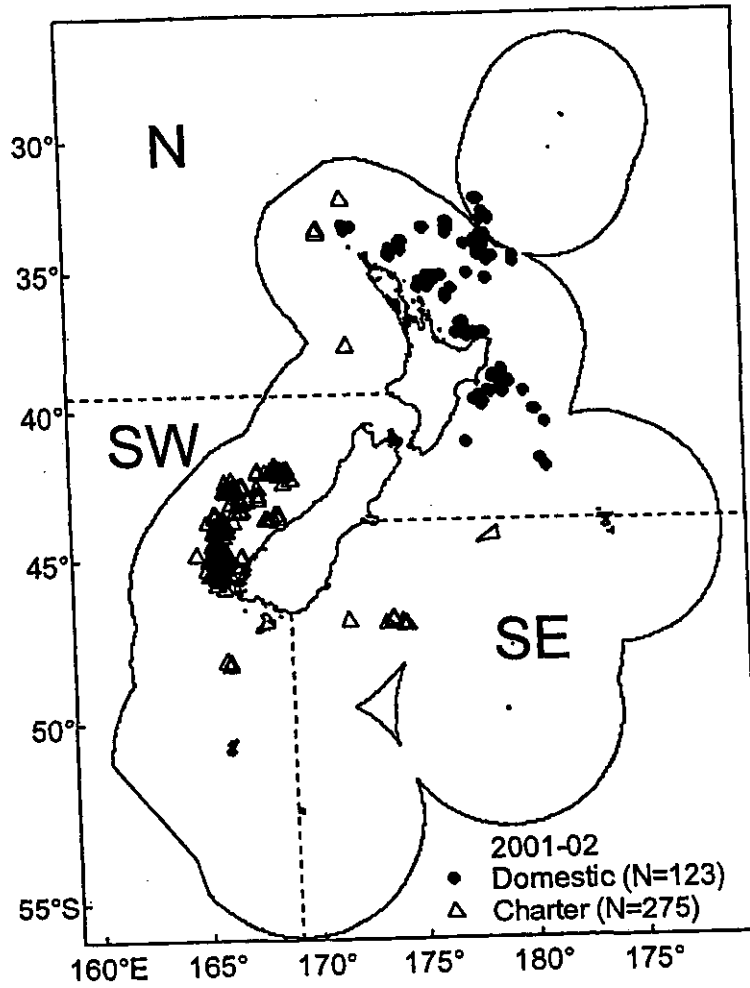 N
30°
35°
40°
SW
45°
SE
50°
2001-02
Domestic (N=123)
Charter (N=275)
55°S
160°E 165° 170° 175° 180° 175°